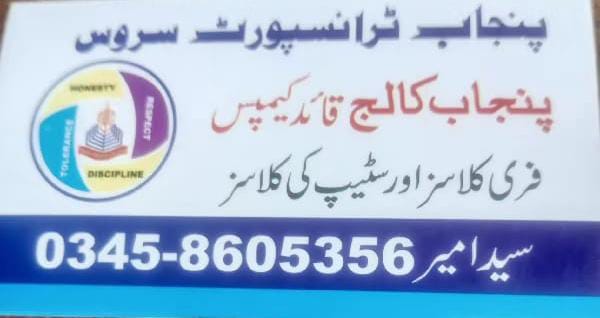 پنجاب ٹرانسپورٹ سروس
پنجاب کالج قائد کیمپس
فری کلاسز اور سٹیپ کی کلاسز
سید امیر 0345-8605356
HONESTY
RESPECT
TOLERANCE
DISCIPLINE